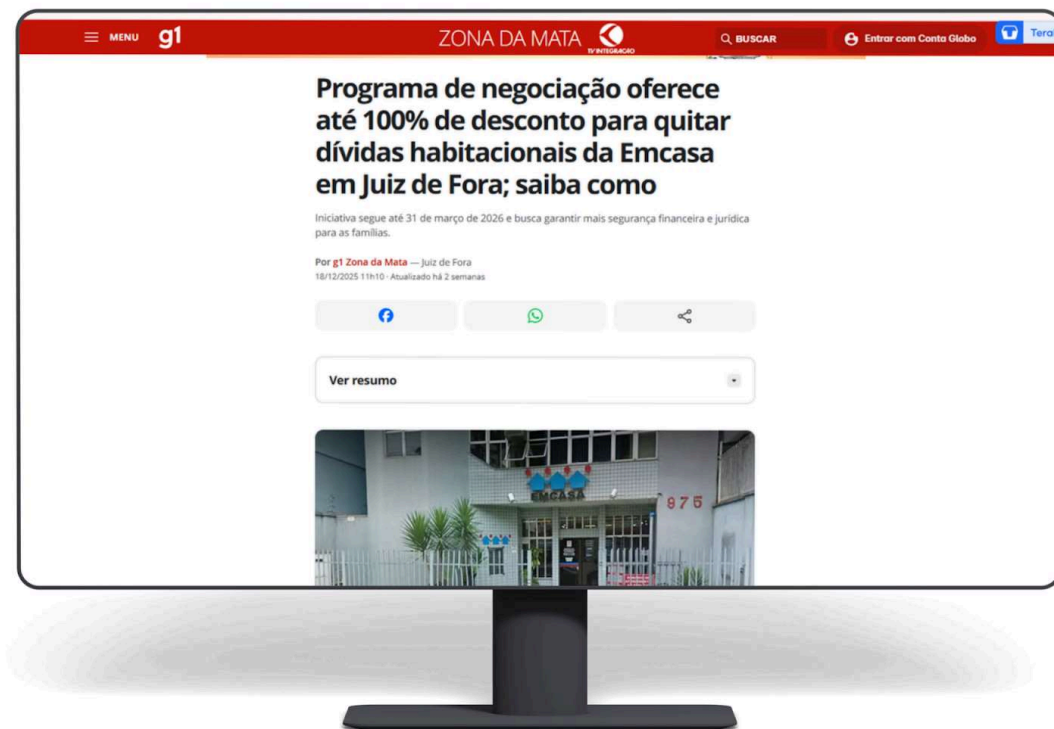 MENU g1 ZONA DA MATA TV INTEGRAÇÃO BUSCAR Entrar com Conta Globo Tera
Programa de negociação oferece
até 100% de desconto para quitar
dívidas habitacionais da Emcasa
em Juiz de Fora; saiba como
Iniciativa segue até 31 de março de 2026 e busca garantir mais segurança financeira e jurídica
para as famílias.
Por g1 Zona da Mata — Juiz de Fora
18/12/2025 11h10 · Atualizado há 2 semanas
Ver resumo
EMCASA
975